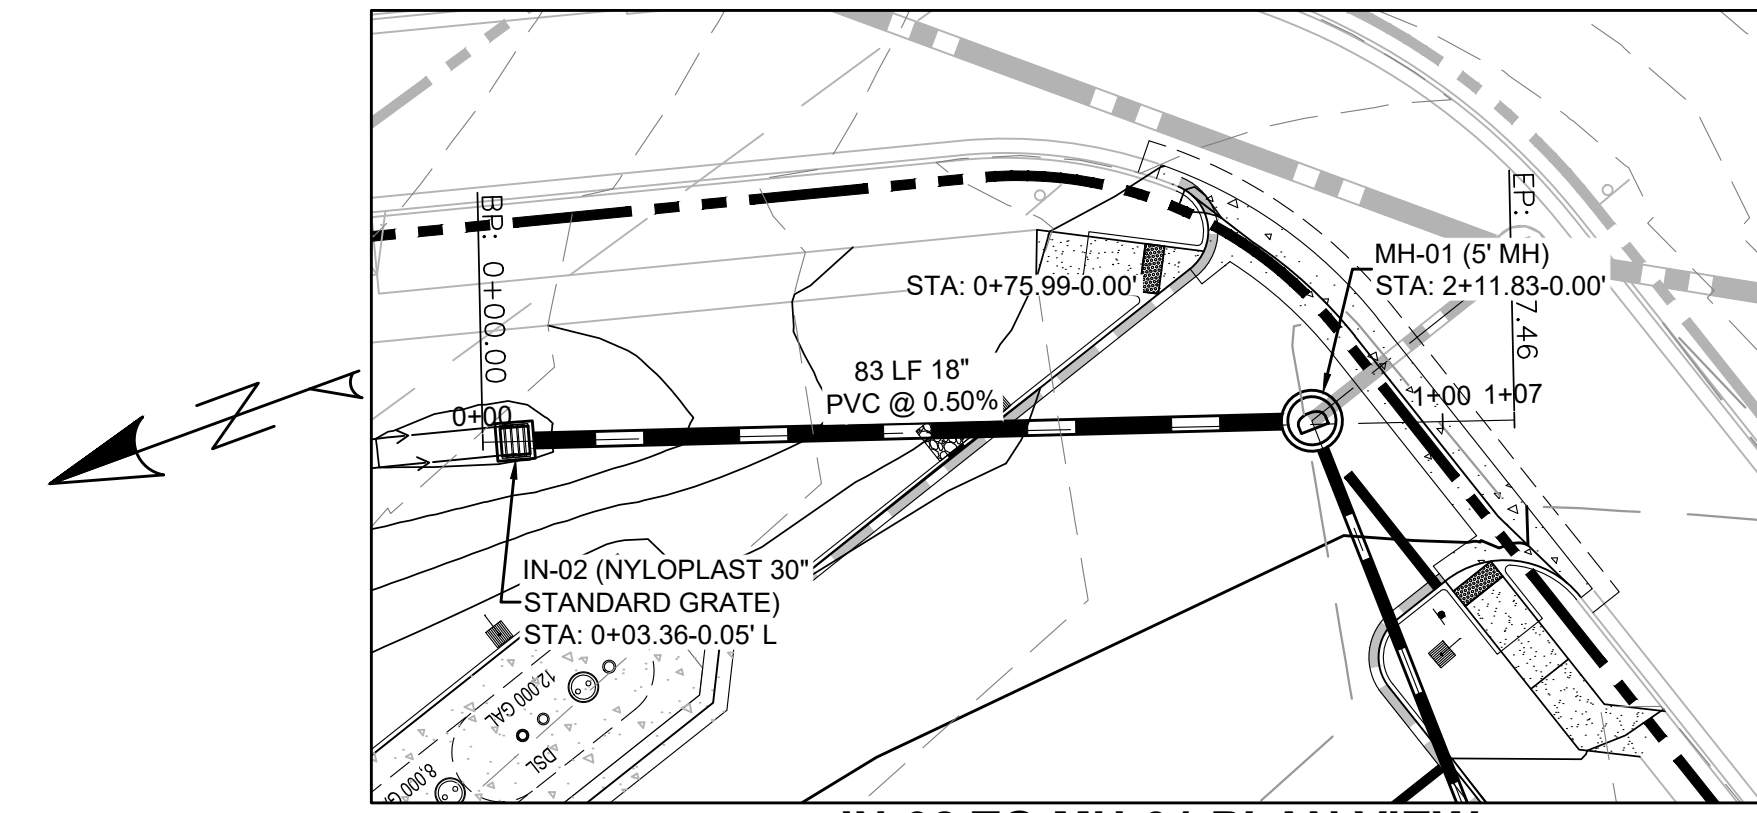 BP: 0+00.00
EP:
7.46
MH-01 (5' MH)
STA: 2+11.83-0.00'
STA: 0+75.99-0.00'
83 LF 18"
PVC @ 0.50%
0+00
1+00 1+07
N
IN-02 (NYLOPLAST 30"
STANDARD GRATE)
STA: 0+03.36-0.05' L
12,000 GAL
DSL
8,000